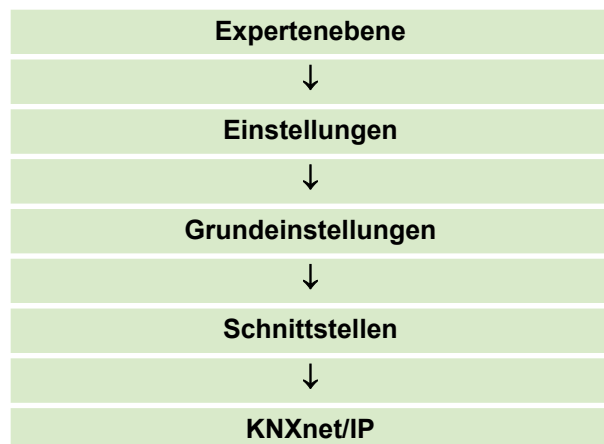 Expertenebene
↓
Einstellungen
↓
Grundeinstellungen
↓
Schnittstellen
↓
KNXnet/IP